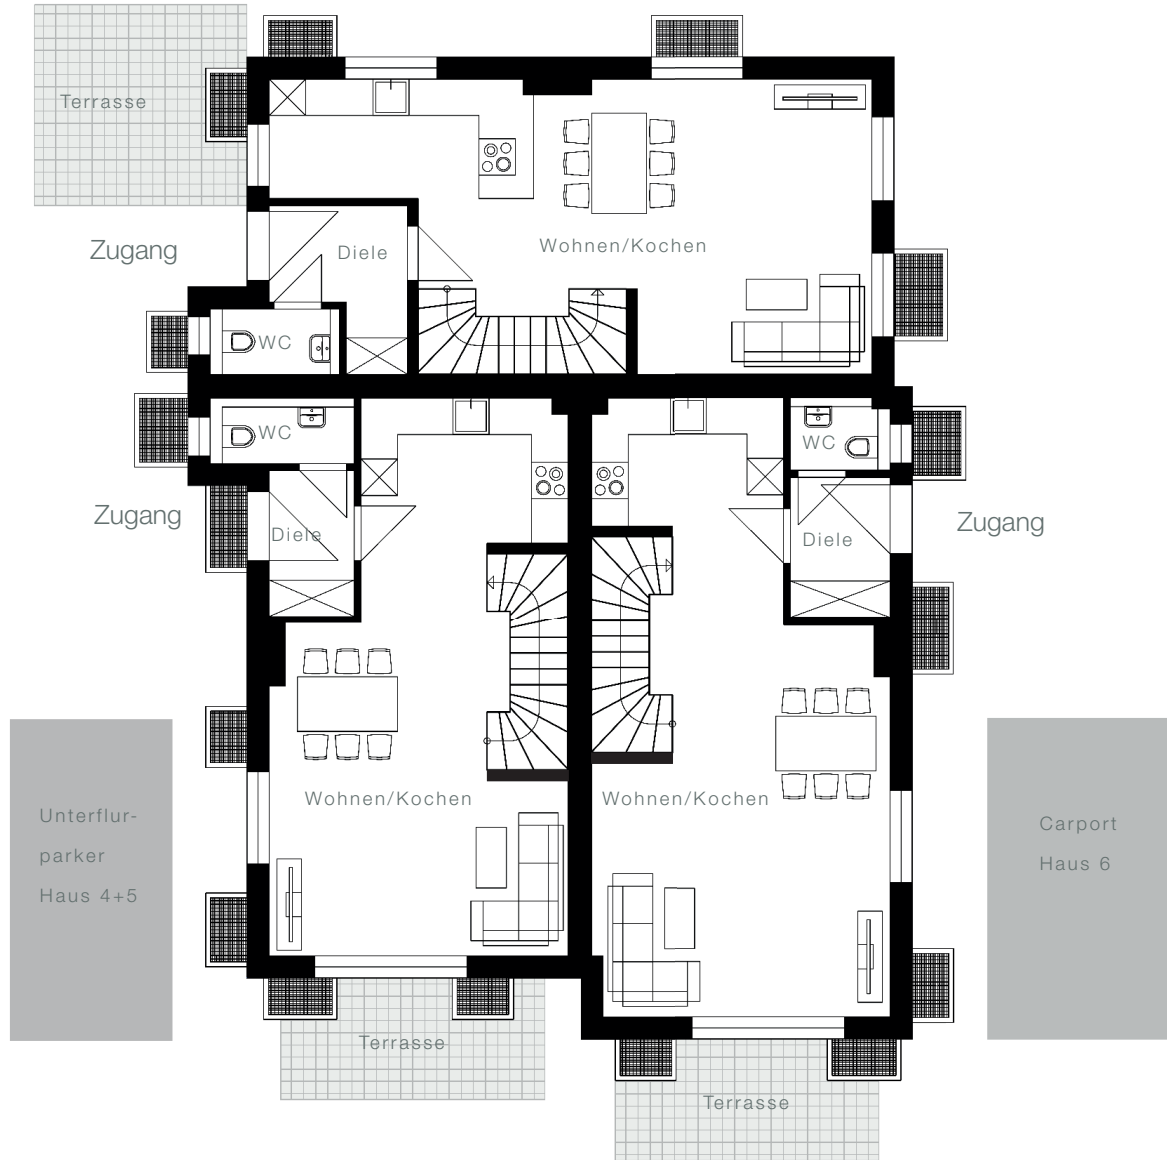 Terrasse
Zugang
Diele
Wohnen/Kochen
WC
WC
WC
Zugang
Diele
Zugang
Diele
Wohnen/Kochen
Wohnen/Kochen
Unterflur-
parker
Haus 4+5
Carport
Haus 6
Terrasse
Terrasse